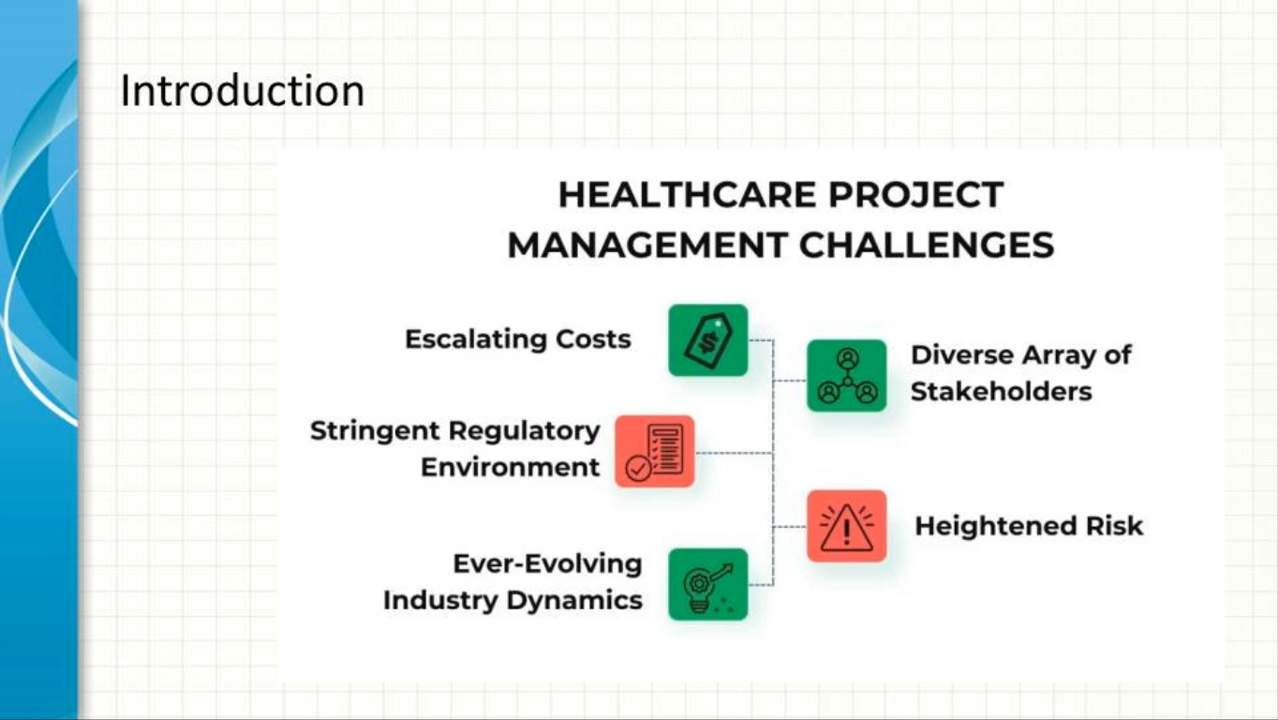 Introduction
HEALTHCARE PROJECT
MANAGEMENT CHALLENGES
Escalating Costs
Diverse Array of
Stakeholders
Stringent Regulatory
Environment
Heightened Risk
Ever-Evolving
Industry Dynamics